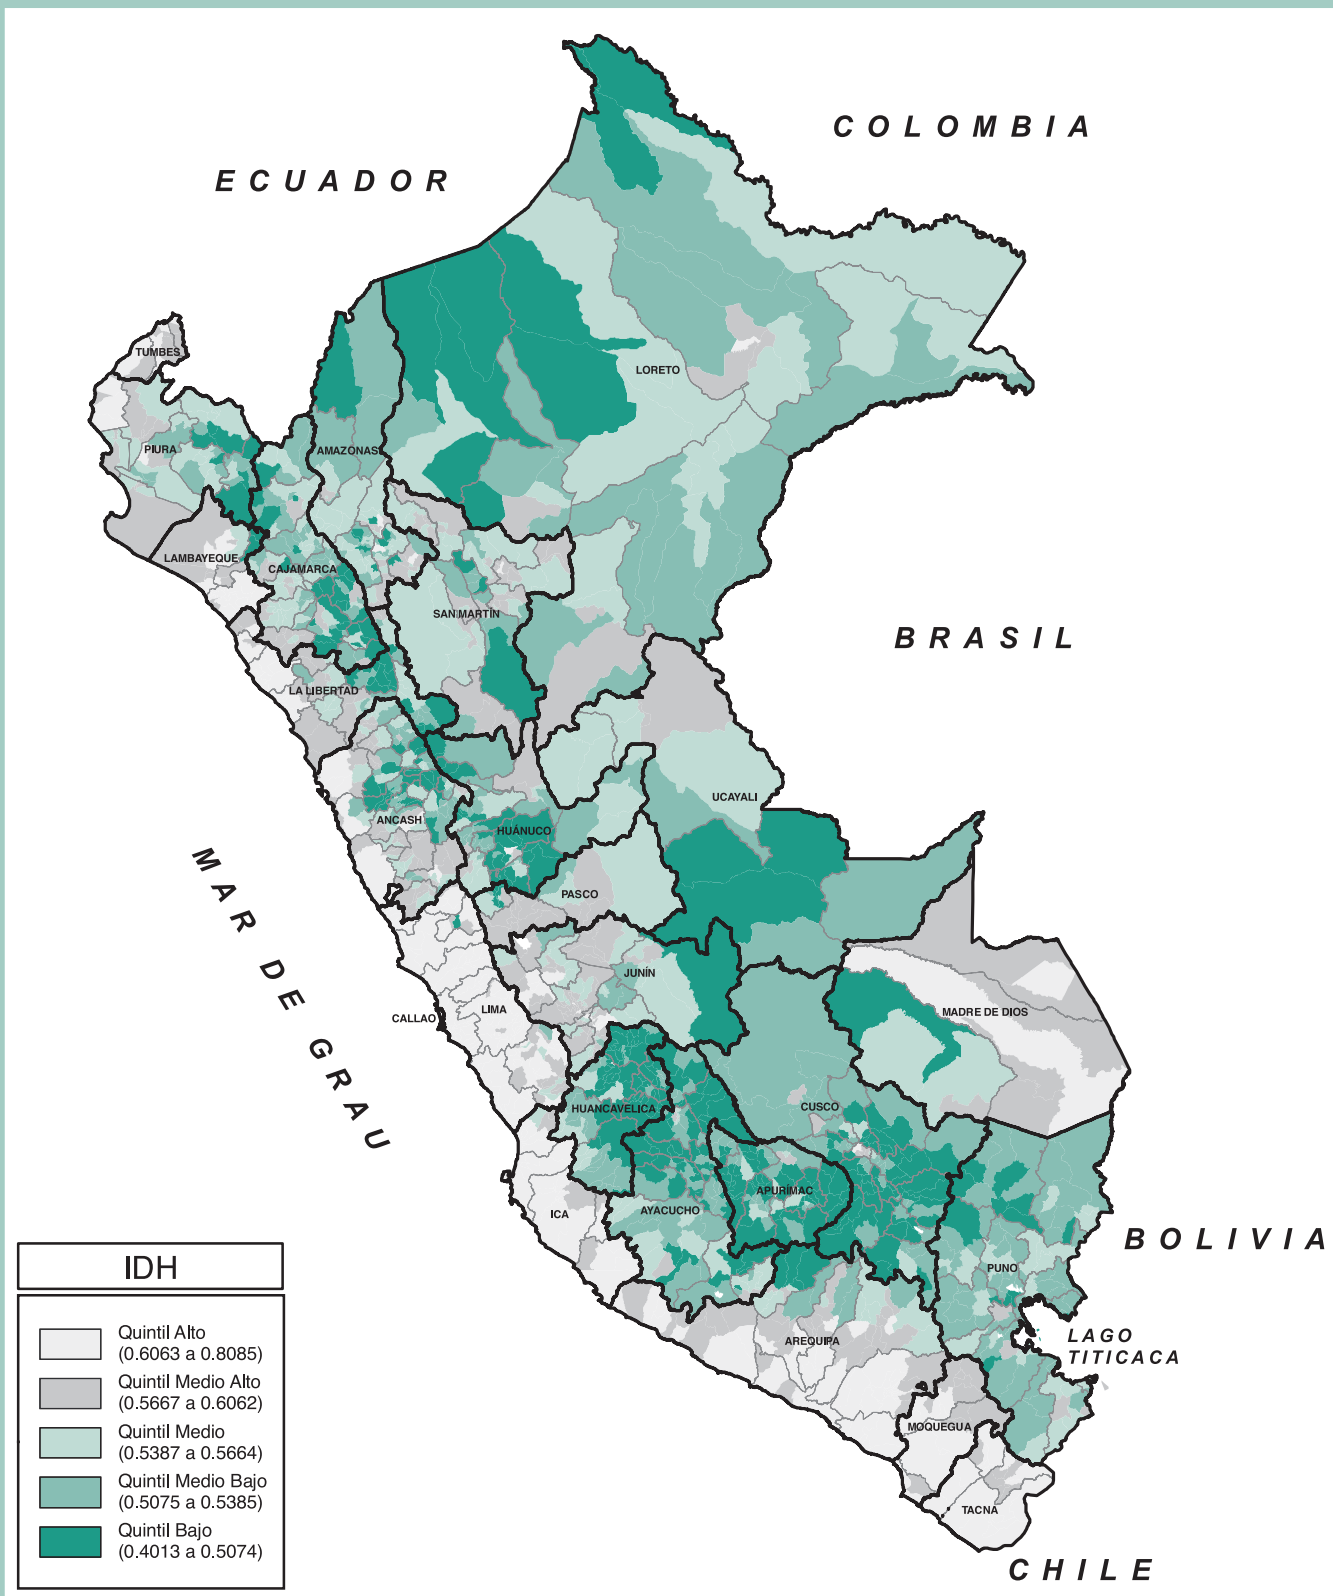 COLOMBIA
ECUADOR
TUMBES
LORETO
PIURA
AMAZONAS
LAMBAYEQUE
CAJAMARCA
SAN MARTÍN
BRASIL
LA LIBERTAD
UCAYALI
ANCASH
HUÁNUCO
MAR DE GRAU
PASCO
JUNÍN
LIMA
CALLAO
MADRE DE DIOS
HUANCAVELICA
CUSCO
APURÍMAC
ICA
AYACUCHO
BOLIVIA
PUNO
LAGO
TITICACA
AREQUIPA
MOQUEGUA
TACNA
CHILE
IDH
Quintil Alto
(0.6063 a 0.8085)
Quintil Medio Alto
(0.5667 a 0.6062)
Quintil Medio
(0.5387 a 0.5664)
Quintil Medio Bajo
(0.5075 a 0.5385)
Quintil Bajo
(0.4013 a 0.5074)